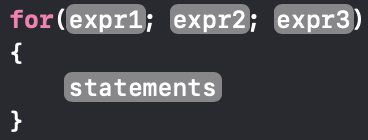 for(expr1; expr2; expr3)
{
statements
}